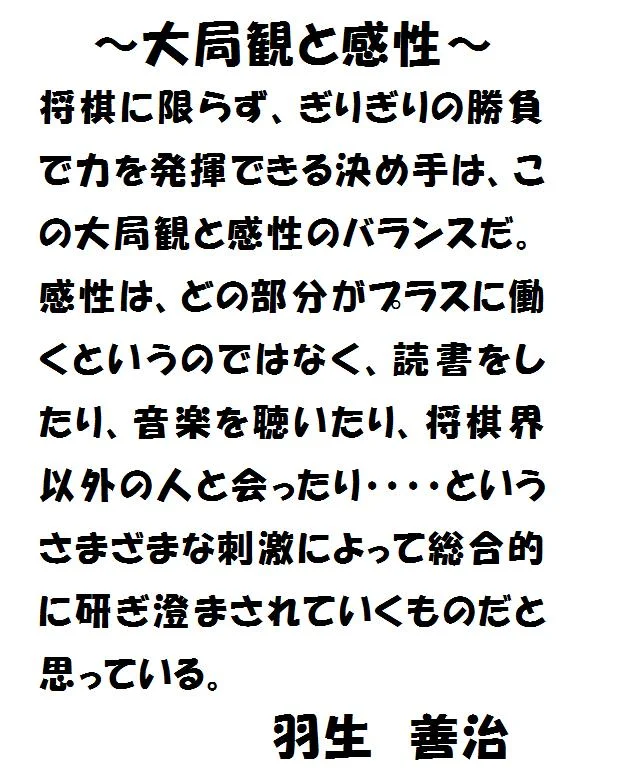 ～大局観と感性～
将棋に限らず、ぎりぎりの勝負
で力を発揮できる決め手は、こ
の大局観と感性のバランスだ。
感性は、どの部分がプラスに働
くというのではなく、読書をし
たり、音楽を聴いたり、将棋界
以外の人と会ったり････という
さまざまな刺激によって総合的
に研ぎ澄まされていくものだと
思っている。
羽生　善治